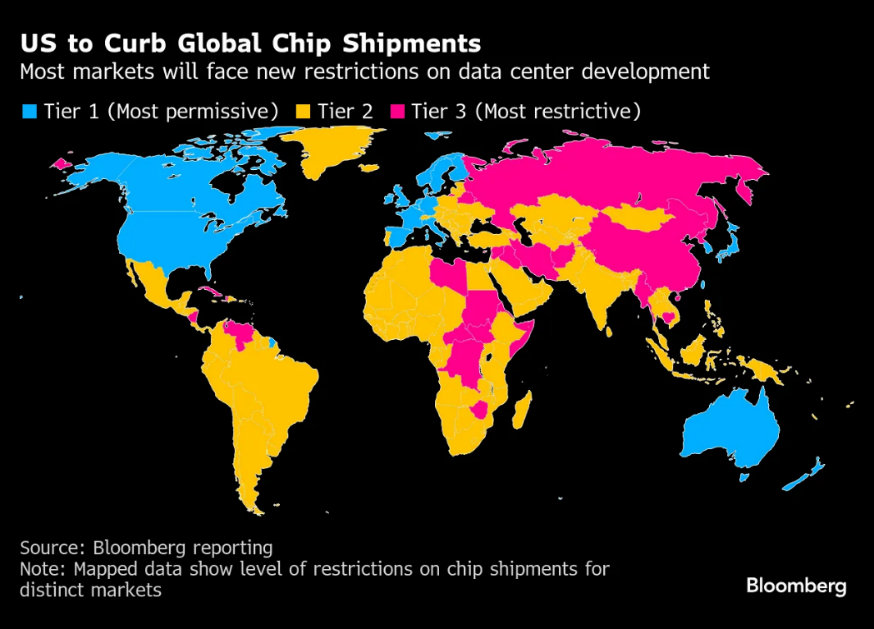 US to Curb Global Chip Shipments
Most markets will face new restrictions on data center development
Tier 1 (Most permissive) Tier 2 Tier 3 (Most restrictive)
Source: Bloomberg reporting
Note: Mapped data show level of restrictions on chip shipments for
distinct markets
Bloomberg